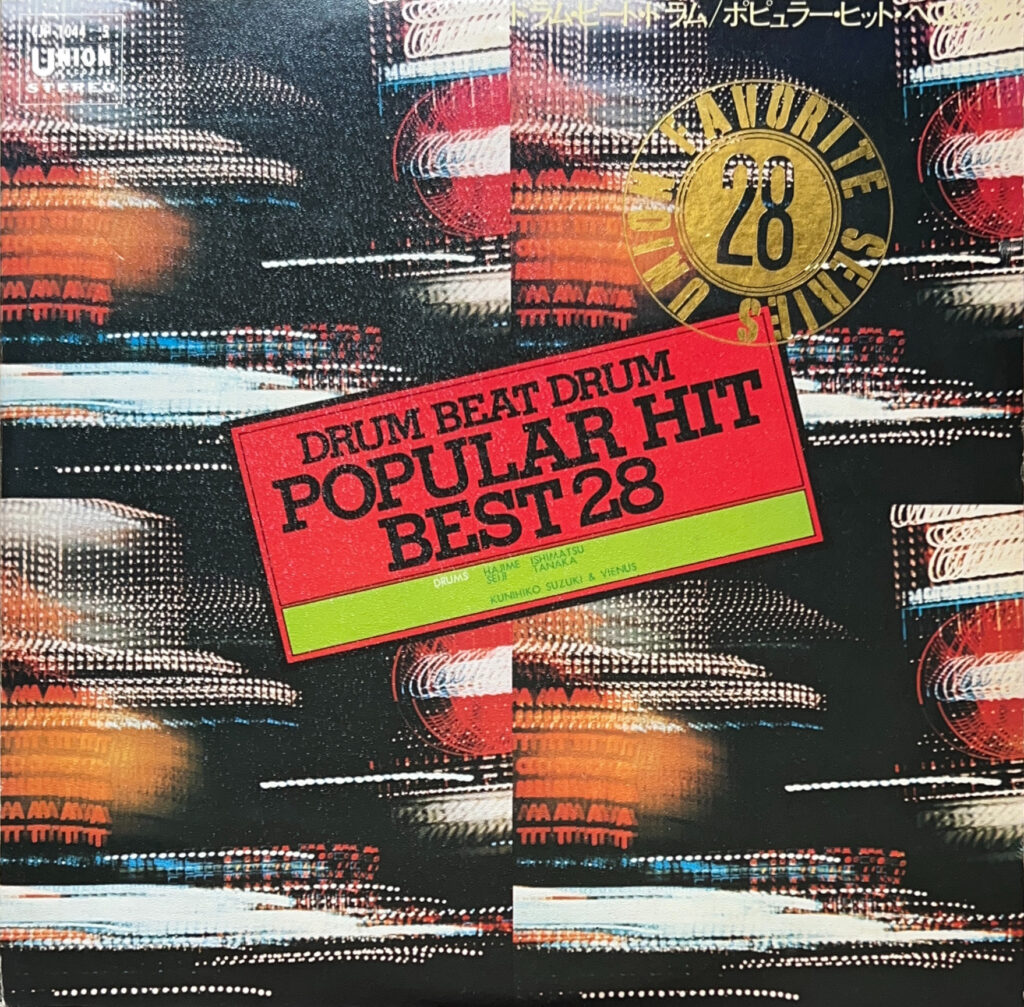 UNION
STEREO
ドラム・ビート・ドラム/ポピュラー・ヒット・ベスト
UNION FAVORITE SERIES
28
DRUM BEAT DRUM
POPULAR HIT
BEST 28
DRUMS HAJIME ISHIMATSU
SEIJI TANAKA
KUNIHIKO SUZUKI & VIENUS